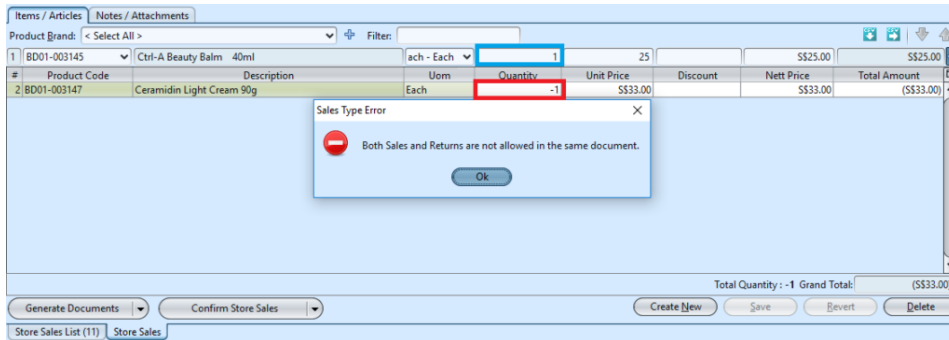 Items / Articles Notes / Attachments
Product Brand: < Select All > Filter:
1 BD01-003145 Ctrl-A Beauty Balm 40ml ach - Each 1 25 S$25.00 S$25.00
# Product Code Description Uom Quantity Unit Price Discount Nett Price Total Amount
2 BD01-003147 Ceramidin Light Cream 90g Each -1 S$33.00 S$33.00 (S$33.00)
Sales Type Error
Both Sales and Returns are not allowed in the same document.
Ok
Total Quantity : -1 Grand Total: (S$33.00
Generate Documents Confirm Store Sales Create New Save Revert Delete
Store Sales List (11) Store Sales